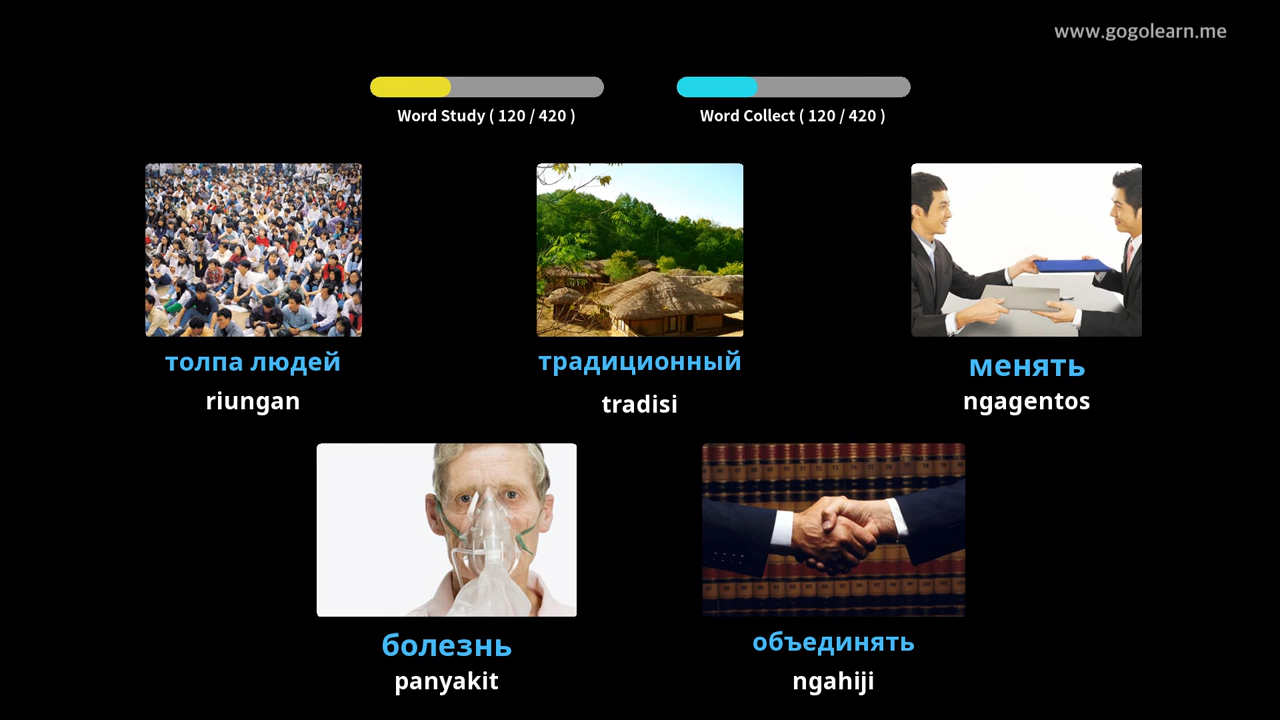 www.gogolearn.me
Word Study ( 120 / 420 )
Word Collect ( 120 / 420 )
толпа людей
riungan
традиционный
tradisi
менять
ngagentos
болезнь
panyakit
объединять
ngahiji